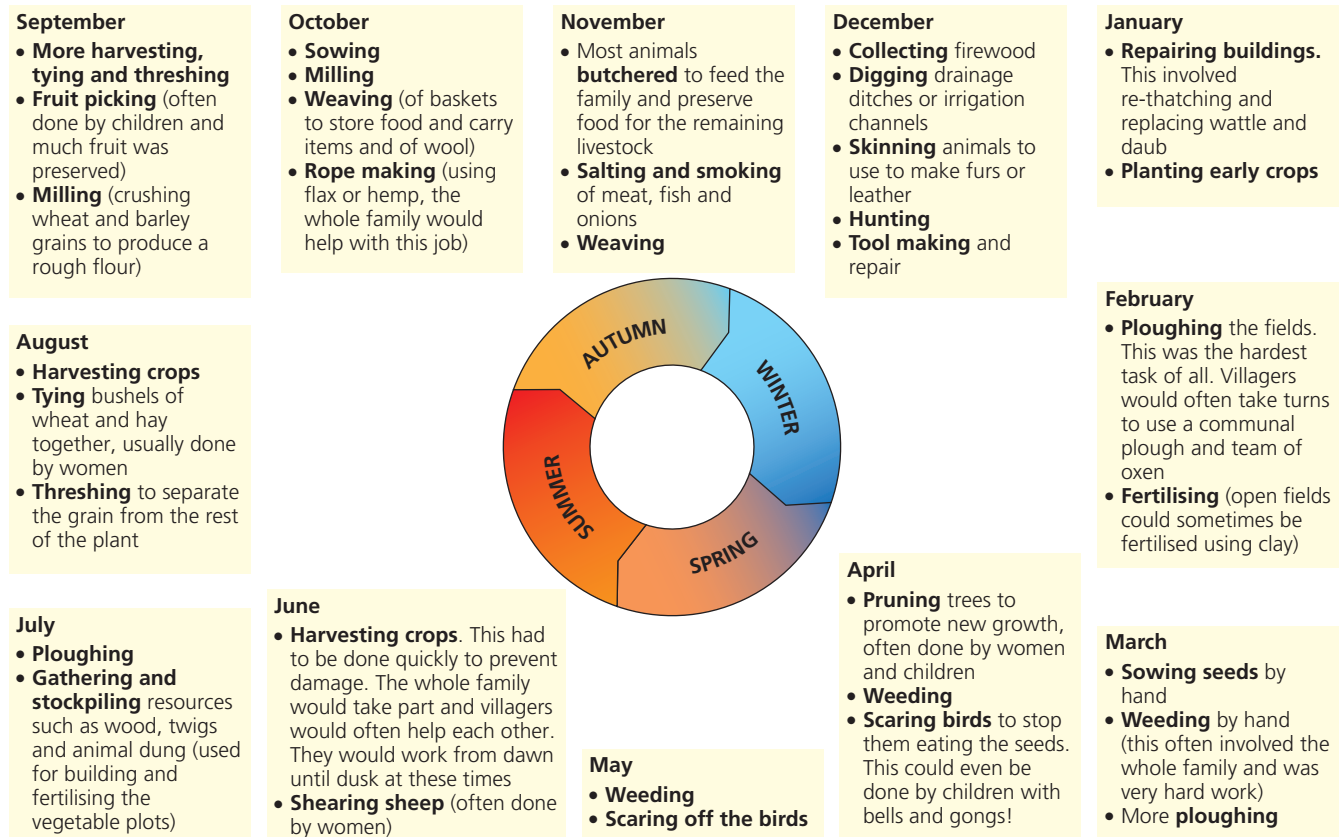 September
• More harvesting,
tying and threshing
• Fruit picking (often
done by children and
much fruit was
preserved)
• Milling (crushing
wheat and barley
grains to produce a
rough flour)
October
• Sowing
• Milling
• Weaving (of baskets
to store food and carry
items and of wool)
• Rope making (using
flax or hemp, the
whole family would
help with this job)
November
• Most animals
butchered to feed the
family and preserve
food for the remaining
livestock
• Salting and smoking
of meat, fish and
onions
• Weaving
December
• Collecting firewood
• Digging drainage
ditches or irrigation
channels
• Skinning animals to
use to make furs or
leather
• Hunting
• Tool making and
repair
January
• Repairing buildings.
This involved
re-thatching and
replacing wattle and
daub
• Planting early crops
February
• Ploughing the fields.
This was the hardest
task of all. Villagers
would often take turns
to use a communal
plough and team of
oxen
• Fertilising (open fields
could sometimes be
fertilised using clay)
March
• Sowing seeds by
hand
• Weeding by hand
(this often involved the
whole family and was
very hard work)
• More ploughing
April
• Pruning trees to
promote new growth,
often done by women
and children
• Weeding
• Scaring birds to stop
them eating the seeds.
This could even be
done by children with
bells and gongs!
May
• Weeding
• Scaring off the birds
June
• Harvesting crops. This had
to be done quickly to prevent
damage. The whole family
would take part and villagers
would often help each other.
They would work from dawn
until dusk at these times
• Shearing sheep (often done
by women)
July
• Ploughing
• Gathering and
stockpiling resources
such as wood, twigs
and animal dung (used
for building and
fertilising the
vegetable plots)
August
• Harvesting crops
• Tying bushels of
wheat and hay
together, usually done
by women
• Threshing to separate
the grain from the rest
of the plant
AUTUMN
WINTER
SPRING
SUMMER